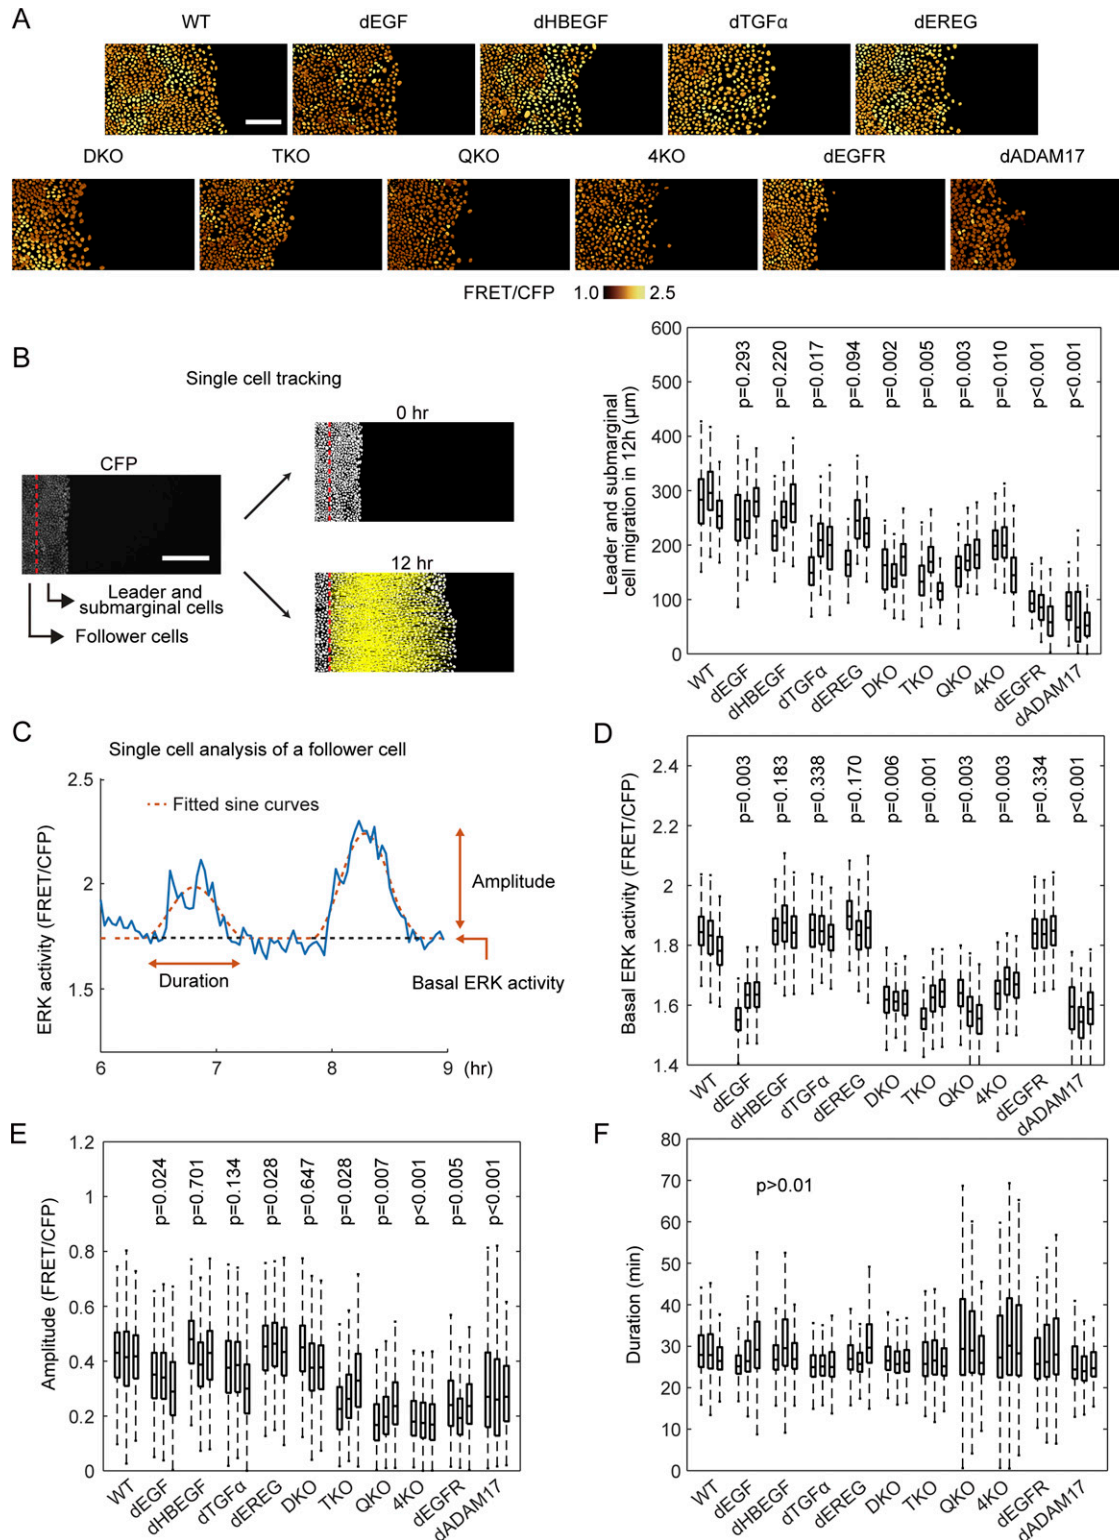 A
WT dEGF dHBEGF dTGFα dEREG
DKO TKO QKO 4KO dEGFR dADAM17
FRET/CFP 1.0 2.5
B
Single cell tracking
CFP
0 hr
12 hr
Leader and
submarginal cells
Follower cells
Leader and submarginal
cell migration in 12h (μm)
600
500
400
300
200
100
0
p=0.293 p=0.220 p=0.017 p=0.094 p=0.002 p=0.005 p=0.003 p=0.010 p<0.001 p<0.001
WT dEGF dHBEGF dTGFα dEREG DKO TKO QKO 4KO dEGFR dADAM17
C
Single cell analysis of a follower cell
Fitted sine curves
ERK activity (FRET/CFP)
2.5
2
1.5
Amplitude
Duration
Basal ERK activity
6 7 8 9 (hr)
D
Basal ERK activity (FRET/CFP)
2.4
2.2
2
1.8
1.6
1.4
p=0.003 p=0.183 p=0.338 p=0.170 p=0.006 p=0.001 p=0.003 p=0.003 p=0.334 p<0.001
WT dEGF dHBEGF dTGFα dEREG DKO TKO QKO 4KO dEGFR dADAM17
E
Amplitude (FRET/CFP)
1.2
1
0.8
0.6
0.4
0.2
0
p=0.024 p=0.701 p=0.134 p=0.028 p=0.647 p=0.028 p=0.007 p<0.001 p=0.005 p<0.001
WT dEGF dHBEGF dTGFα dEREG DKO TKO QKO 4KO dEGFR dADAM17
F
Duration (min)
80
70
60
50
40
30
20
10
0
p>0.01
WT dEGF dHBEGF dTGFα dEREG DKO TKO QKO 4KO dEGFR dADAM17